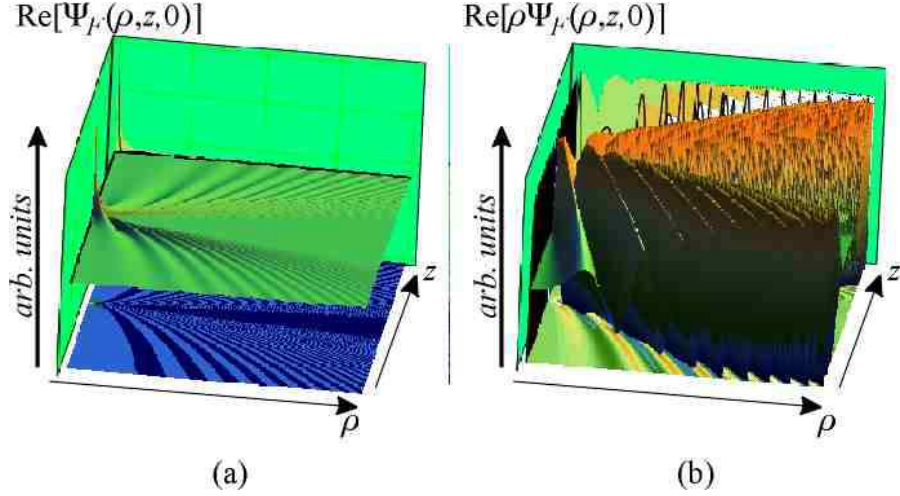 Re[Ψμ(ρ,z,0)]
Re[ρΨμ(ρ,z,0)]
arb. units
z
ρ
arb. units
z
ρ
(a)
(b)